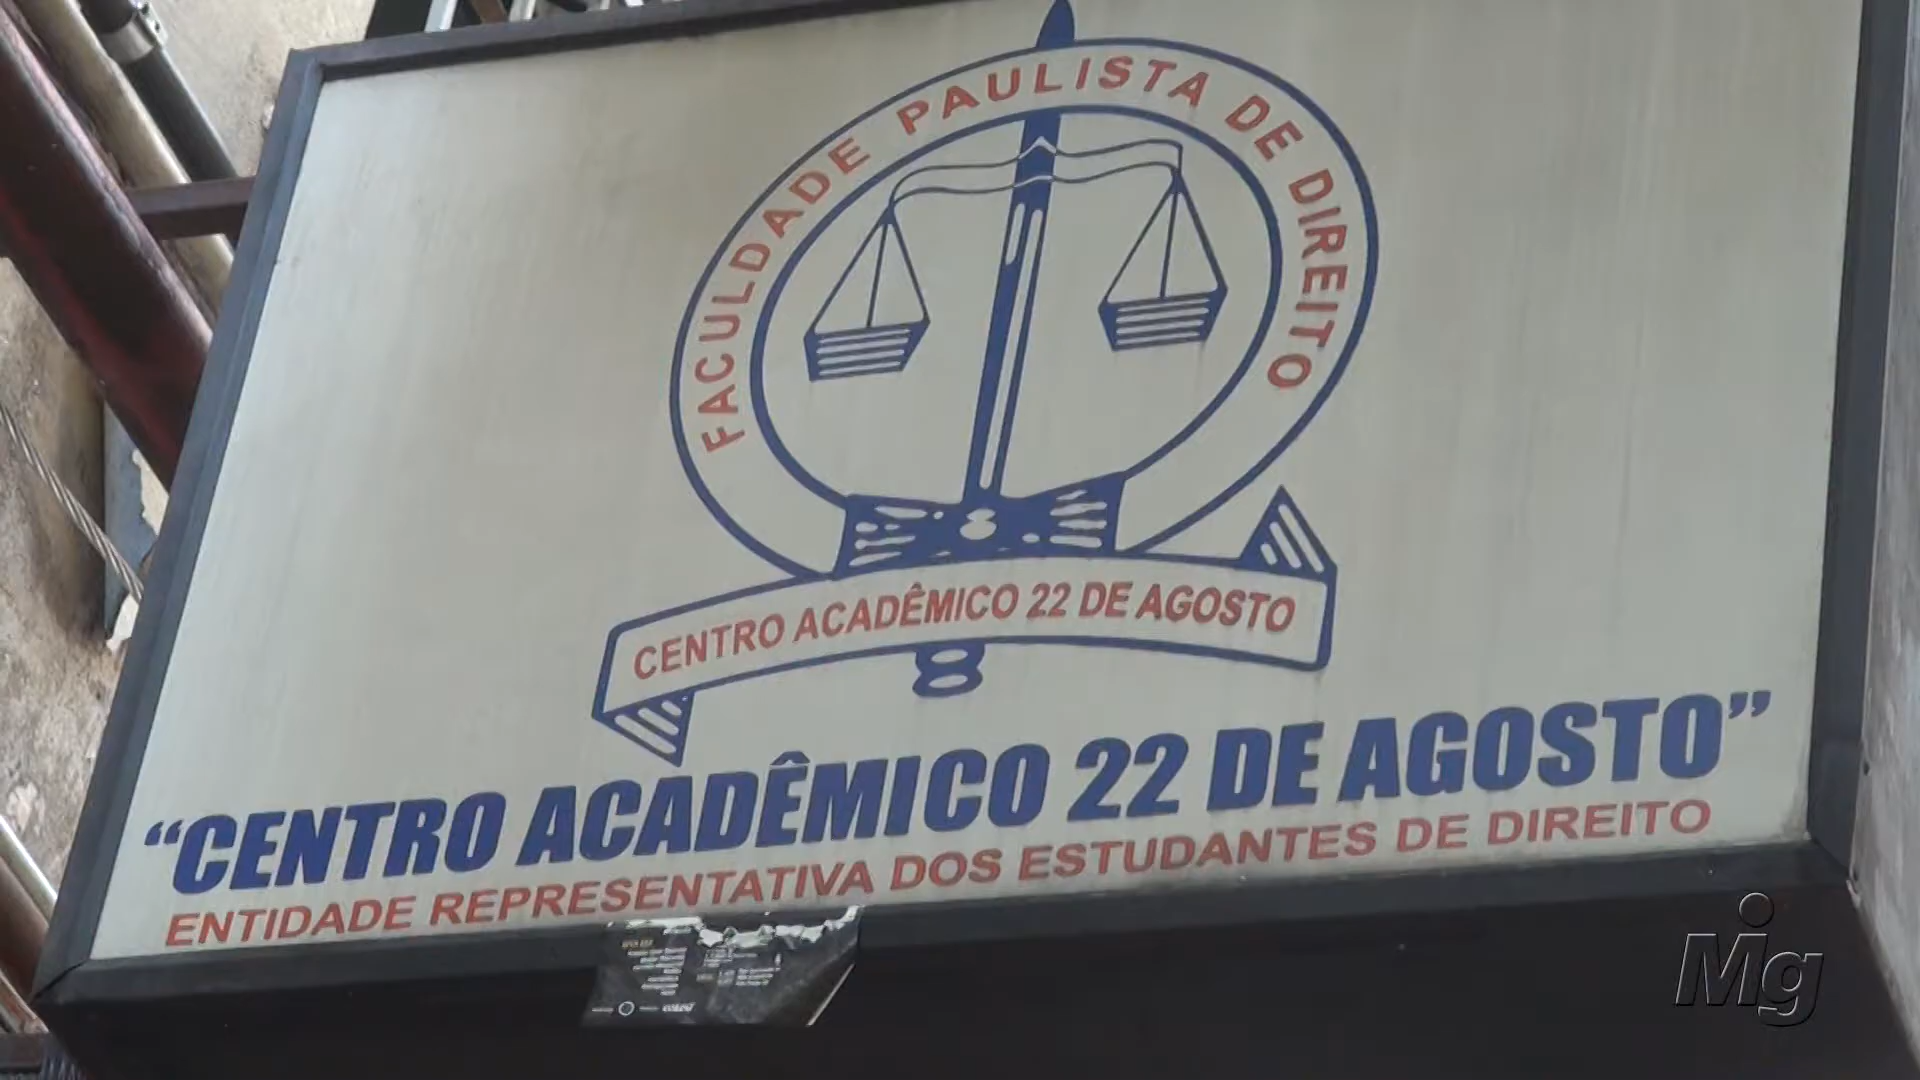 FACULDADE PAULISTA DE DIREITO
CENTRO ACADÊMICO 22 DE AGOSTO
“CENTRO ACADÊMICO 22 DE AGOSTO”
ENTIDADE REPRESENTATIVA DOS ESTUDANTES DE DIREITO
Mg